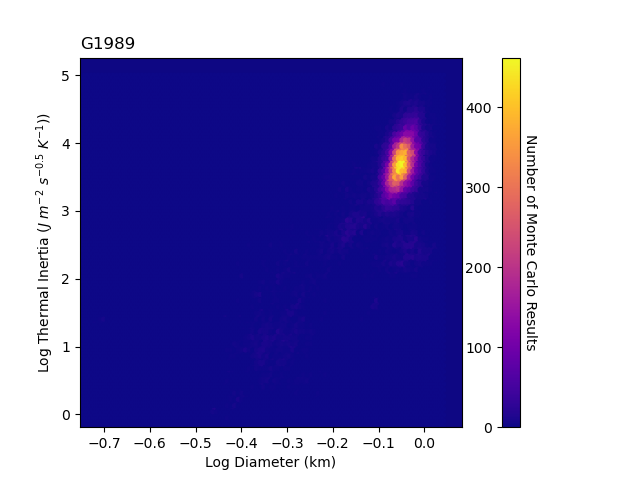 G1989
5
4
3
2
1
0
Log Thermal Inertia (J m⁻² s⁻⁰·⁵ K⁻¹))
−0.7 −0.6 −0.5 −0.4 −0.3 −0.2 −0.1 0.0
Log Diameter (km)
400
300
200
100
0
Number of Monte Carlo Results